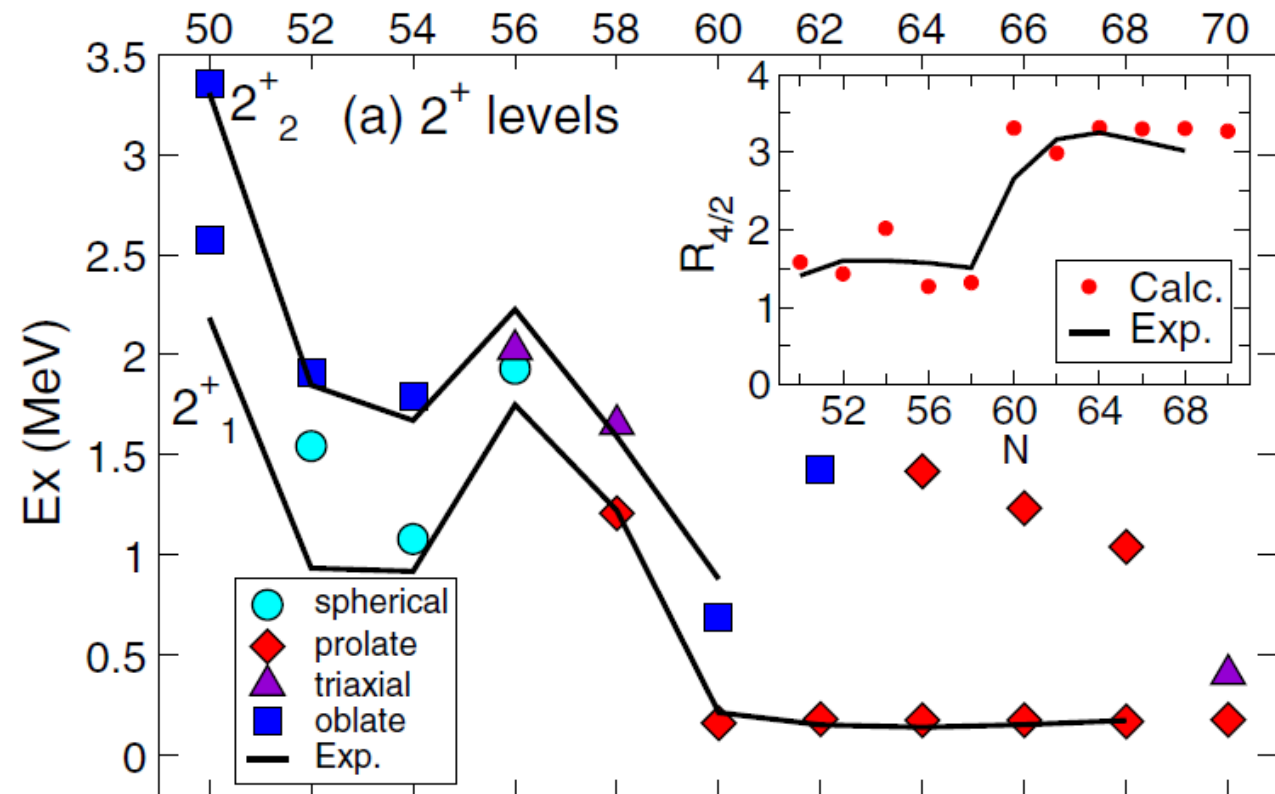 50 52 54 56 58 60 62 64 66 68 70
3.5
3
2.5
2
1.5
1
0.5
0
Ex (MeV)
2⁺₂ (a) 2⁺ levels
2⁺₁
spherical
prolate
triaxial
oblate
Exp.
4
3
2
1
0
R₄/₂
Calc.
Exp.
52 56 60 64 68
N